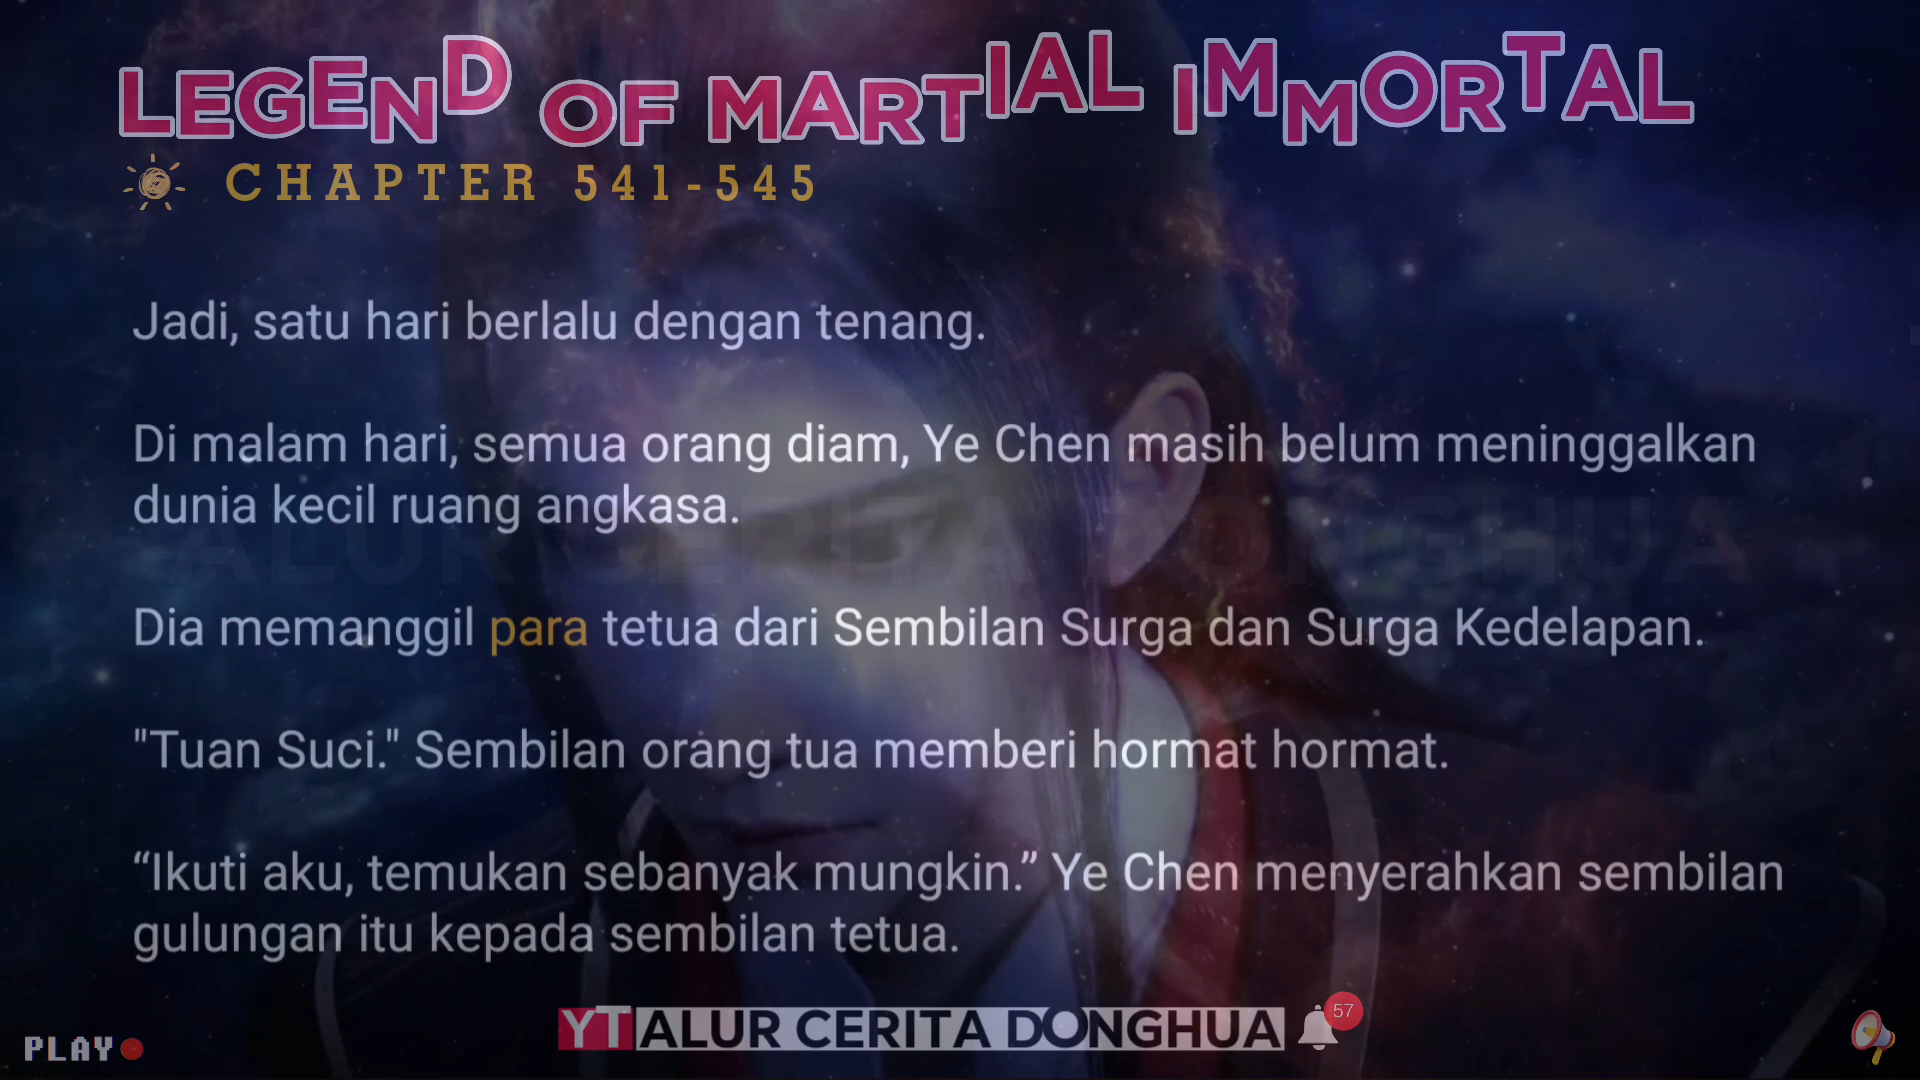 LEGEND OF MARTIAL IMMORTAL
CHAPTER 541-545
Jadi, satu hari berlalu dengan tenang.
Di malam hari, semua orang diam, Ye Chen masih belum meninggalkan
dunia kecil ruang angkasa.
ALUR CERITA DONGHUA
Dia memanggil para tetua dari Sembilan Surga dan Surga Kedelapan.
"Tuan Suci." Sembilan orang tua memberi hormat hormat.
“Ikuti aku, temukan sebanyak mungkin.” Ye Chen menyerahkan sembilan
gulungan itu kepada sembilan tetua.
YT ALUR CERITA DONGHUA
57
PLAY